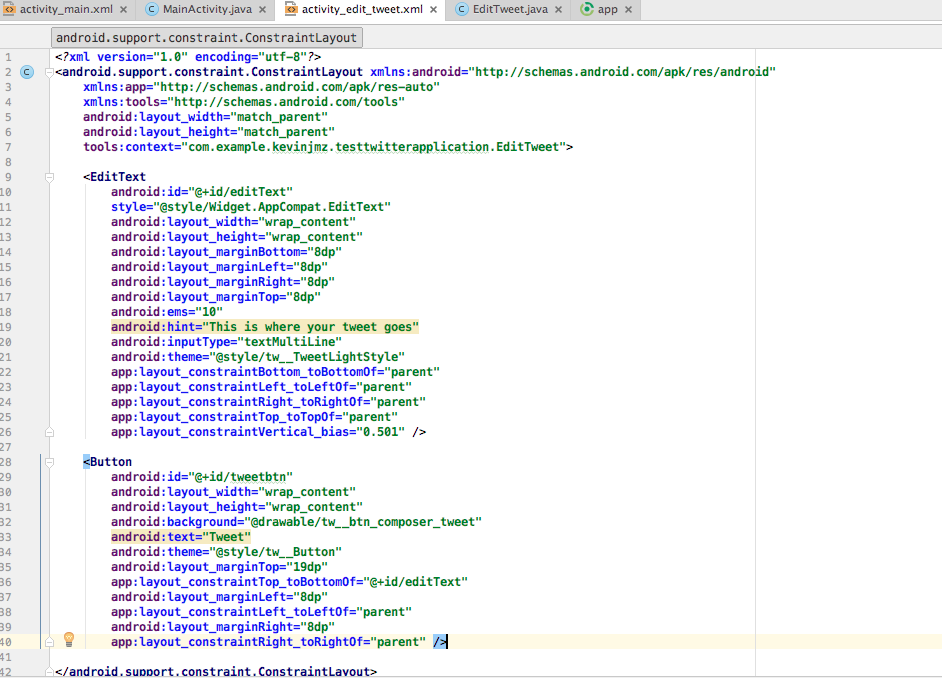 activity_main.xml MainActivity.java activity_edit_tweet.xml EditTweet.java app
android.support.constraint.ConstraintLayout
1 <?xml version="1.0" encoding="utf-8"?>
2 <android.support.constraint.ConstraintLayout xmlns:android="http://schemas.android.com/apk/res/android"
3 xmlns:app="http://schemas.android.com/apk/res-auto"
4 xmlns:tools="http://schemas.android.com/tools"
5 android:layout_width="match_parent"
6 android:layout_height="match_parent"
7 tools:context="com.example.kevinjmz.testtwitterapplication.EditTweet">
8
9 <EditText
10 android:id="@+id/editText"
11 style="@style/Widget.AppCompat.EditText"
12 android:layout_width="wrap_content"
13 android:layout_height="wrap_content"
14 android:layout_marginBottom="8dp"
15 android:layout_marginLeft="8dp"
16 android:layout_marginRight="8dp"
17 android:layout_marginTop="8dp"
18 android:ems="10"
19 android:hint="This is where your tweet goes"
20 android:inputType="textMultiLine"
21 android:theme="@style/tw__TweetLightStyle"
22 app:layout_constraintBottom_toBottomOf="parent"
23 app:layout_constraintLeft_toLeftOf="parent"
24 app:layout_constraintRight_toRightOf="parent"
25 app:layout_constraintTop_toTopOf="parent"
26 app:layout_constraintVertical_bias="0.501" />
27
28 <Button
29 android:id="@+id/tweetbtn"
30 android:layout_width="wrap_content"
31 android:layout_height="wrap_content"
32 android:background="@drawable/tw__btn_composer_tweet"
33 android:text="Tweet"
34 android:theme="@style/tw__Button"
35 android:layout_marginTop="19dp"
36 app:layout_constraintTop_toBottomOf="@+id/editText"
37 android:layout_marginLeft="8dp"
38 app:layout_constraintLeft_toLeftOf="parent"
39 android:layout_marginRight="8dp"
40 app:layout_constraintRight_toRightOf="parent" />
41
42 </android.support.constraint.ConstraintLayout>